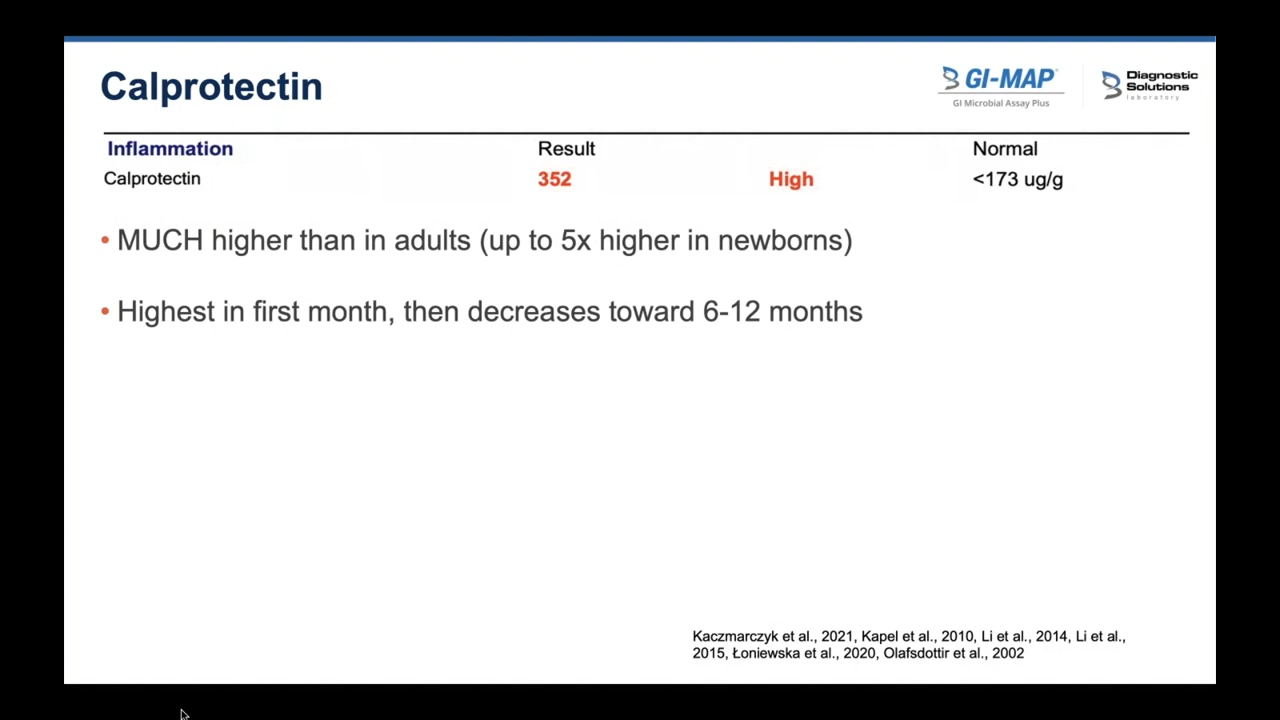 Calprotectin
GI-MAP®
GI Microbial Assay Plus
Diagnostic
Solutions
laboratory
Inflammation Result Normal
Calprotectin 352 High <173 ug/g
• MUCH higher than in adults (up to 5x higher in newborns)
• Highest in first month, then decreases toward 6-12 months
Kaczmarczyk et al., 2021, Kapel et al., 2010, Li et al., 2014, Li et al.,
2015, Łoniewska et al., 2020, Olafsdottir et al., 2002